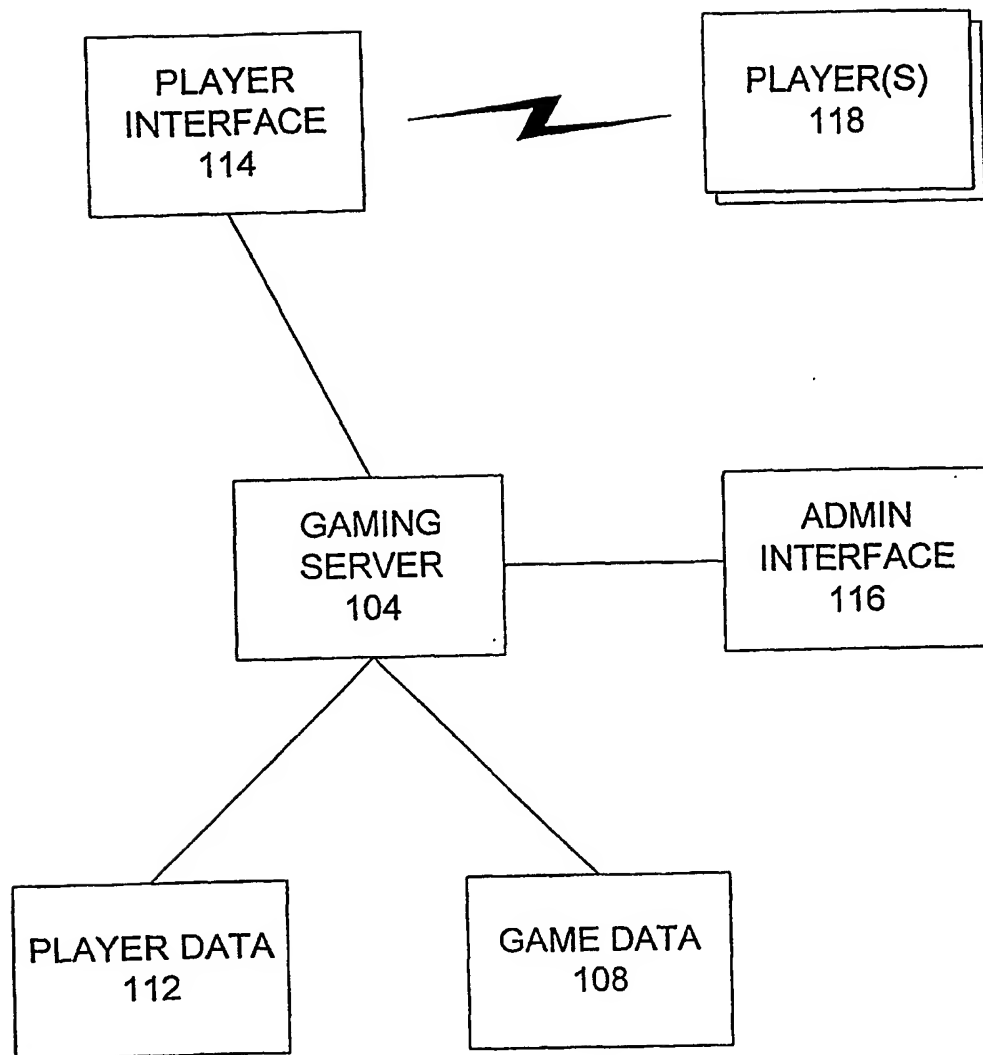 PLAYER
INTERFACE
114
PLAYER(S)
118
GAMING
SERVER
104
ADMIN
INTERFACE
116
PLAYER DATA
112
GAME DATA
108